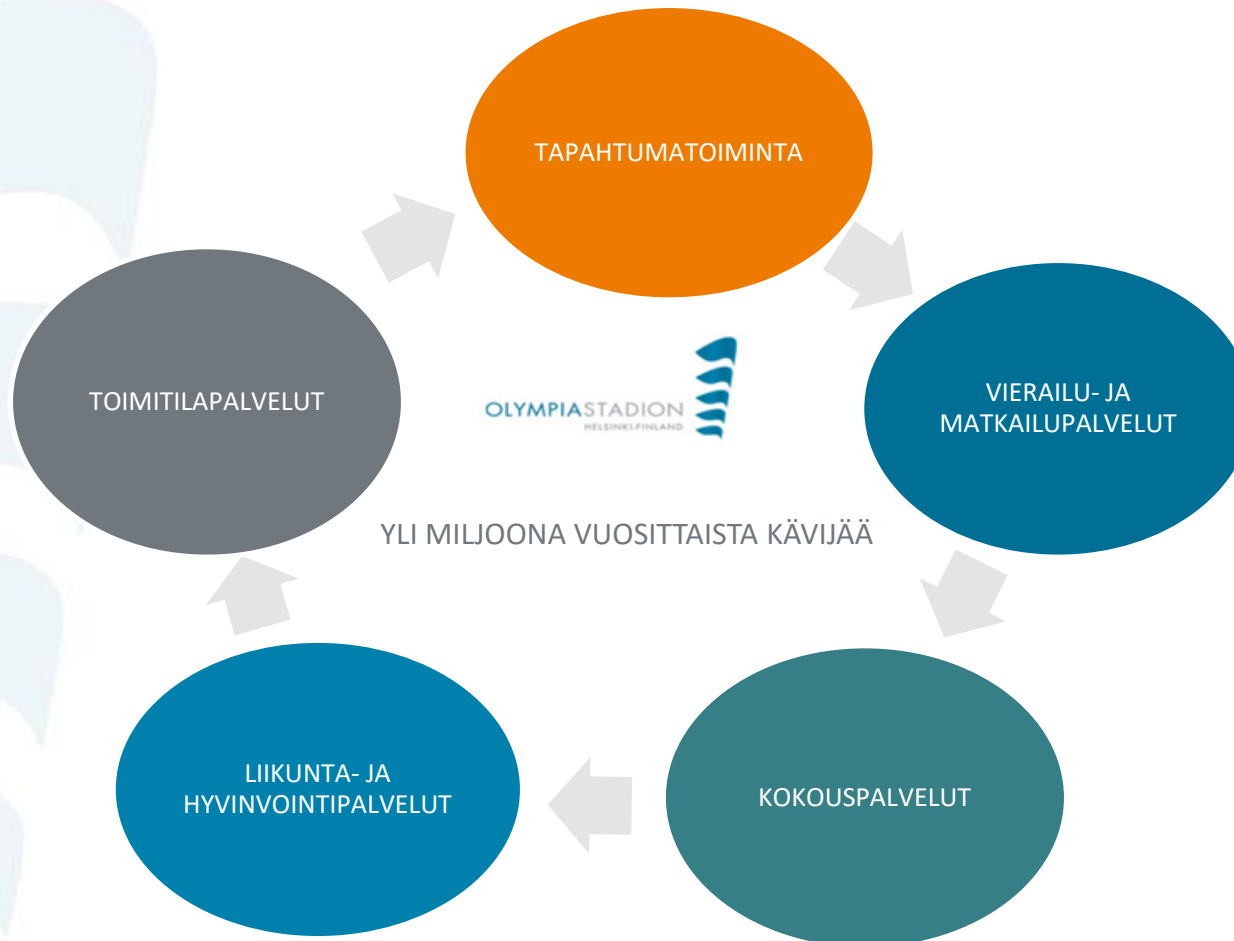 TAPAHTUMATOIMINTA
VIERAILU- JA
MATKAILUPALVELUT
KOKOUSPALVELUT
LIIKUNTA- JA
HYVINVOINTIPALVELUT
TOIMITILAPALVELUT
OLYMPIASTADION
HELSINKI-FINLAND
YLI MILJOONA VUOSITTAISTA KÄVIJÄÄ